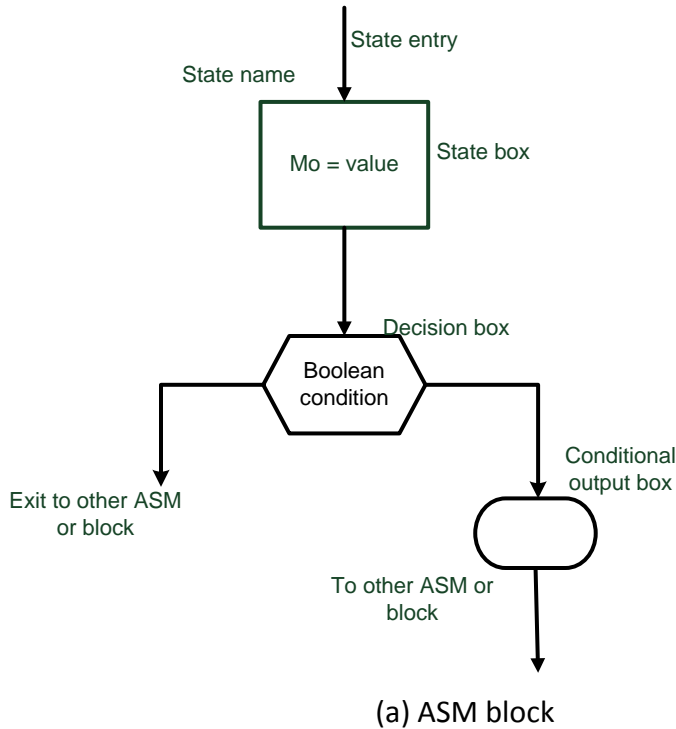 State entry
State name
Mo = value
State box
Decision box
Boolean
condition
Conditional
output box
Exit to other ASM
or block
To other ASM or
block
(a) ASM block